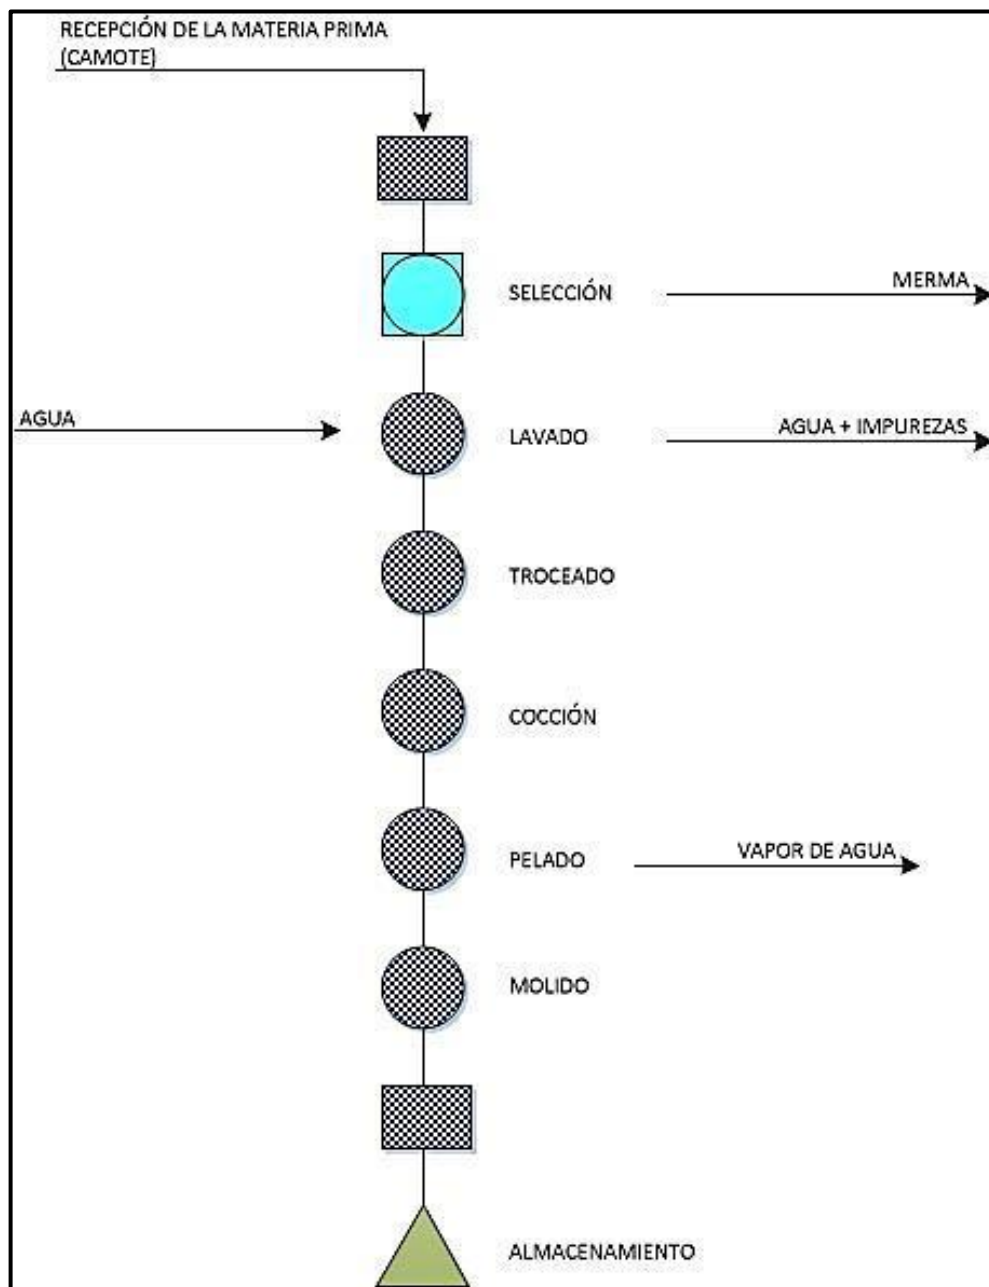 RECEPCIÓN DE LA MATERIA PRIMA
(CAMOTE)
SELECCIÓN
MERMA
AGUA
LAVADO
AGUA + IMPUREZAS
TROCEADO
COCCIÓN
PELADO
VAPOR DE AGUA
MOLIDO
ALMACENAMIENTO